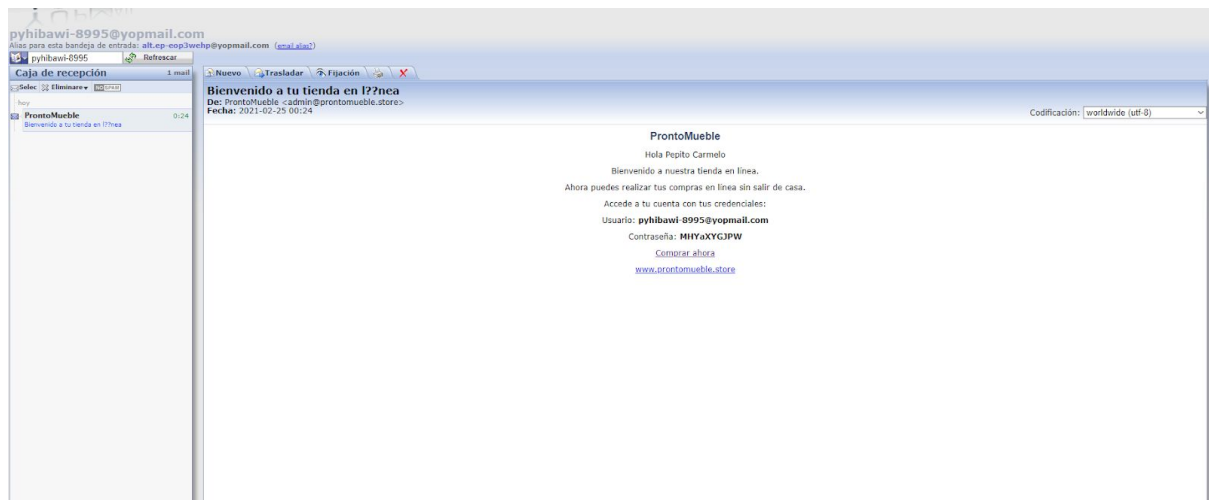 pyhibawi-8995@yopmail.com
Alias para esta bandeja de entrada: alt.ep-eop3wehp@yopmail.com (email alias?)
pyhibawi-8995 Refrescar
Caja de recepción 1 mail
Selec Eliminare
hoy
ProntoMueble 0:24
Bienvenido a tu tienda en l??nea
Nuevo Trasladar Fijación X
Bienvenido a tu tienda en l??nea
De: ProntoMueble <admin@prontomueble.store>
Fecha: 2021-02-25 00:24
Codificación: worldwide (utf-8)
ProntoMueble
Hola Pepito Carmelo
Bienvenido a nuestra tienda en línea.
Ahora puedes realizar tus compras en linea sin salir de casa.
Accede a tu cuenta con tus credenciales:
Usuario: pyhibawi-8995@yopmail.com
Contraseña: MHYaXYGJPW
Comprar ahora
www.prontomueble.store